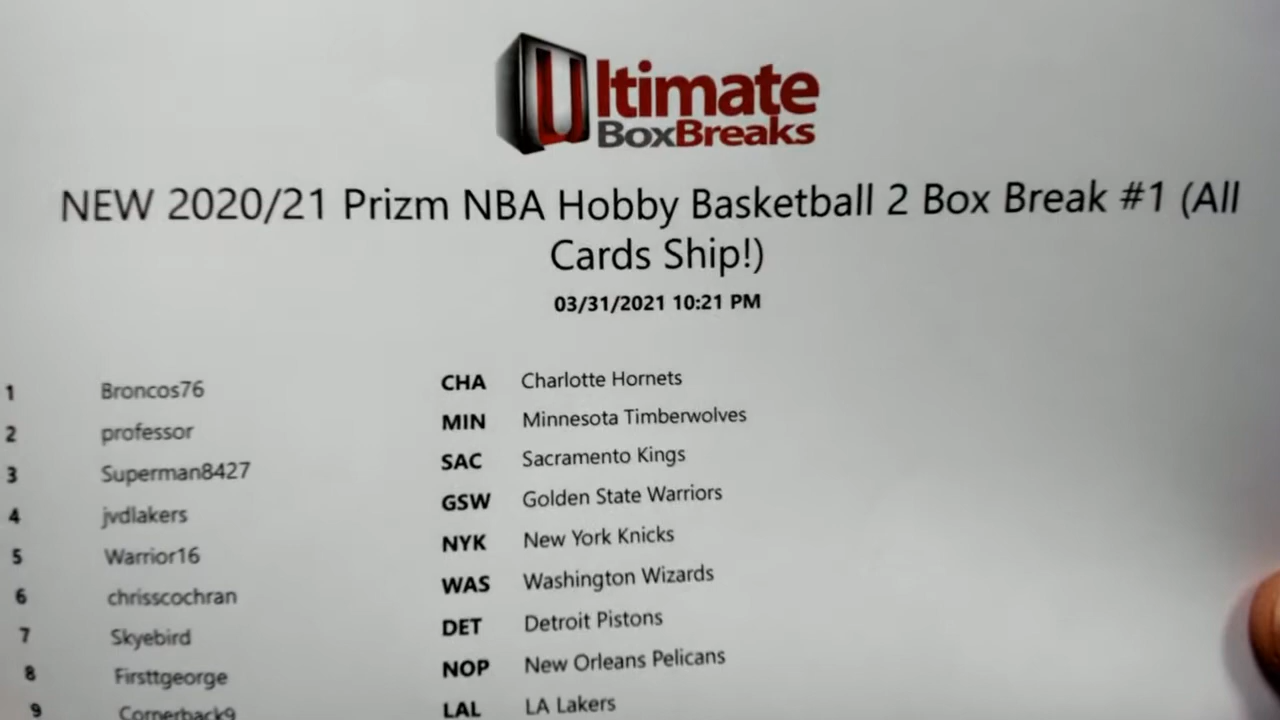 Ultimate
BoxBreaks
NEW 2020/21 Prizm NBA Hobby Basketball 2 Box Break #1 (All
Cards Ship!)
03/31/2021 10:21 PM
1 Broncos76 CHA Charlotte Hornets
2 professor MIN Minnesota Timberwolves
3 Superman8427 SAC Sacramento Kings
4 jvdlakers GSW Golden State Warriors
5 Warrior16 NYK New York Knicks
6 chrisscochran WAS Washington Wizards
7 Skyebird DET Detroit Pistons
8 Firsttgeorge NOP New Orleans Pelicans
9 Cornerback9 LAL LA Lakers